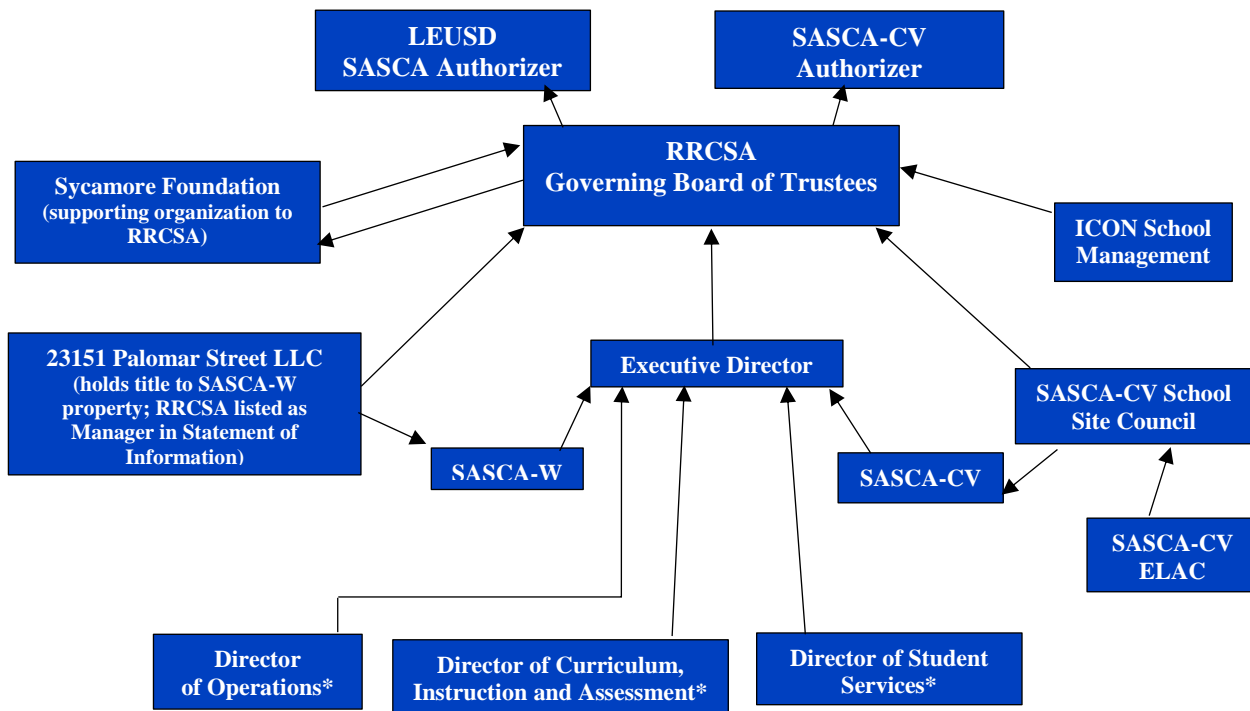 LEUSD
SASCA Authorizer
SASCA-CV
Authorizer
RRCSA
Governing Board of Trustees
Sycamore Foundation
(supporting organization to
RRCSA)
ICON School
Management
23151 Palomar Street LLC
(holds title to SASCA-W
property; RRCSA listed as
Manager in Statement of
Information)
Executive Director
SASCA-CV School
Site Council
SASCA-W
SASCA-CV
SASCA-CV
ELAC
Director
of Operations*
Director of Curriculum,
Instruction and Assessment*
Director of Student
Services*